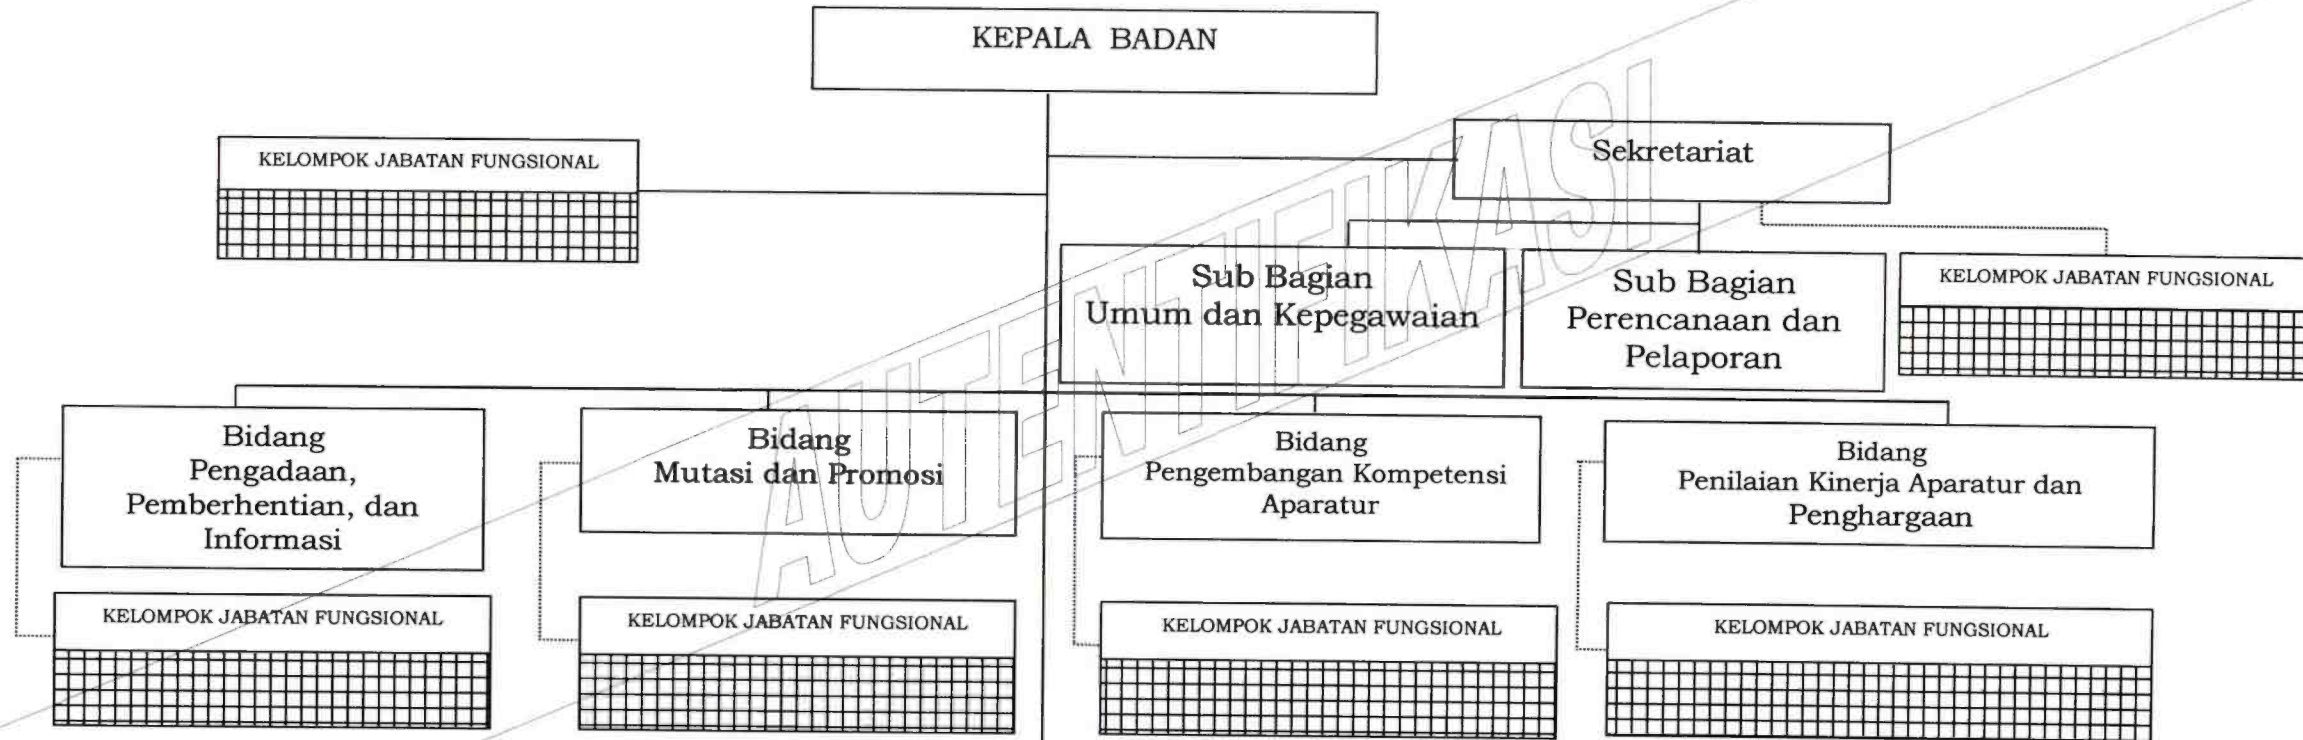 KEPALA BADAN
KELOMPOK JABATAN FUNGSIONAL
Sekretariat
Sub Bagian
Umum dan Kepegawaian
Sub Bagian
Perencanaan dan
Pelaporan
KELOMPOK JABATAN FUNGSIONAL
Bidang
Pengadaan,
Pemberhentian, dan
Informasi
Bidang
Mutasi dan Promosi
Bidang
Pengembangan Kompetensi
Aparatur
Bidang
Penilaian Kinerja Aparatur dan
Penghargaan
KELOMPOK JABATAN FUNGSIONAL
KELOMPOK JABATAN FUNGSIONAL
KELOMPOK JABATAN FUNGSIONAL
KELOMPOK JABATAN FUNGSIONAL
AUTENTIFIKASI